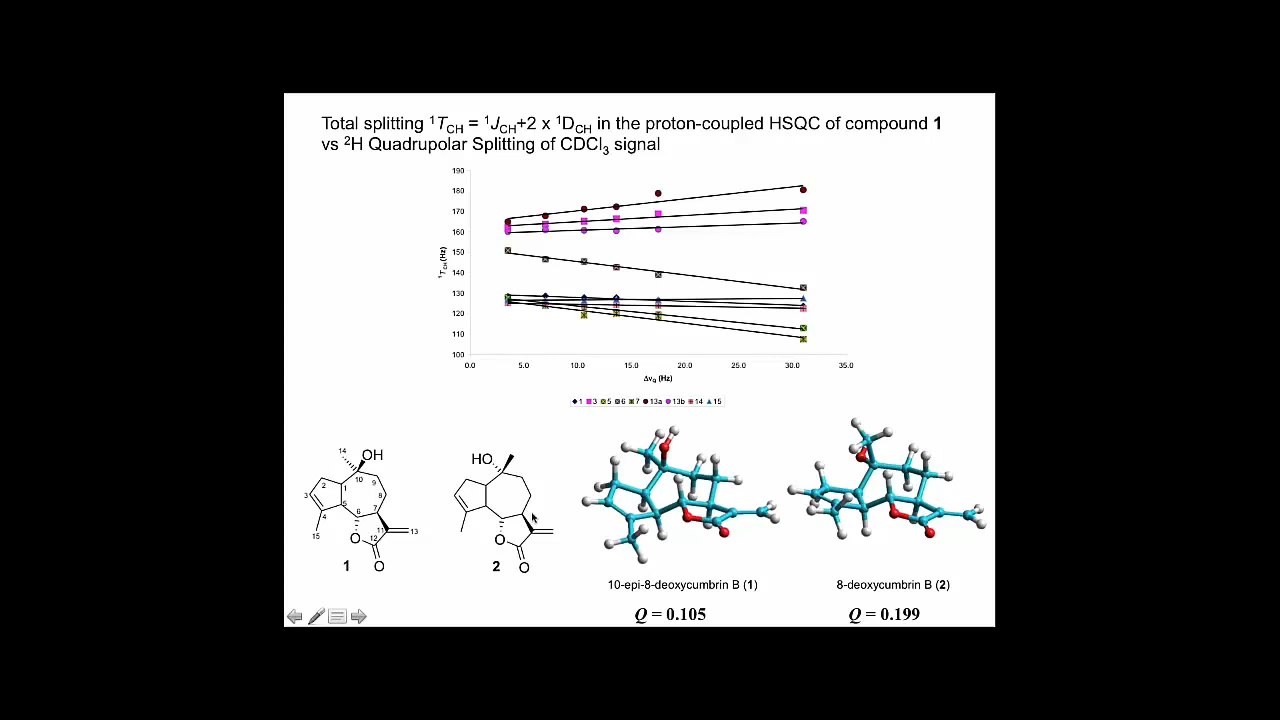 Total splitting ¹T_CH = ¹J_CH+2 x ¹D_CH in the proton-coupled HSQC of compound 1
vs ²H Quadrupolar Splitting of CDCl₃ signal
190
180
170
160
150
140
130
120
110
100
¹T_CH (Hz)
0.0 5.0 10.0 15.0 20.0 25.0 30.0 35.0
Δν_Q (Hz)
1 3 5 6 7 13a 13b 14 15
14 OH
10
9
2
1
3
8
5
4
6
7
11
13
15
O
12
1
O
HO
O
2
O
10-epi-8-deoxycumbrin B (1)
8-deoxycumbrin B (2)
Q = 0.105
Q = 0.199